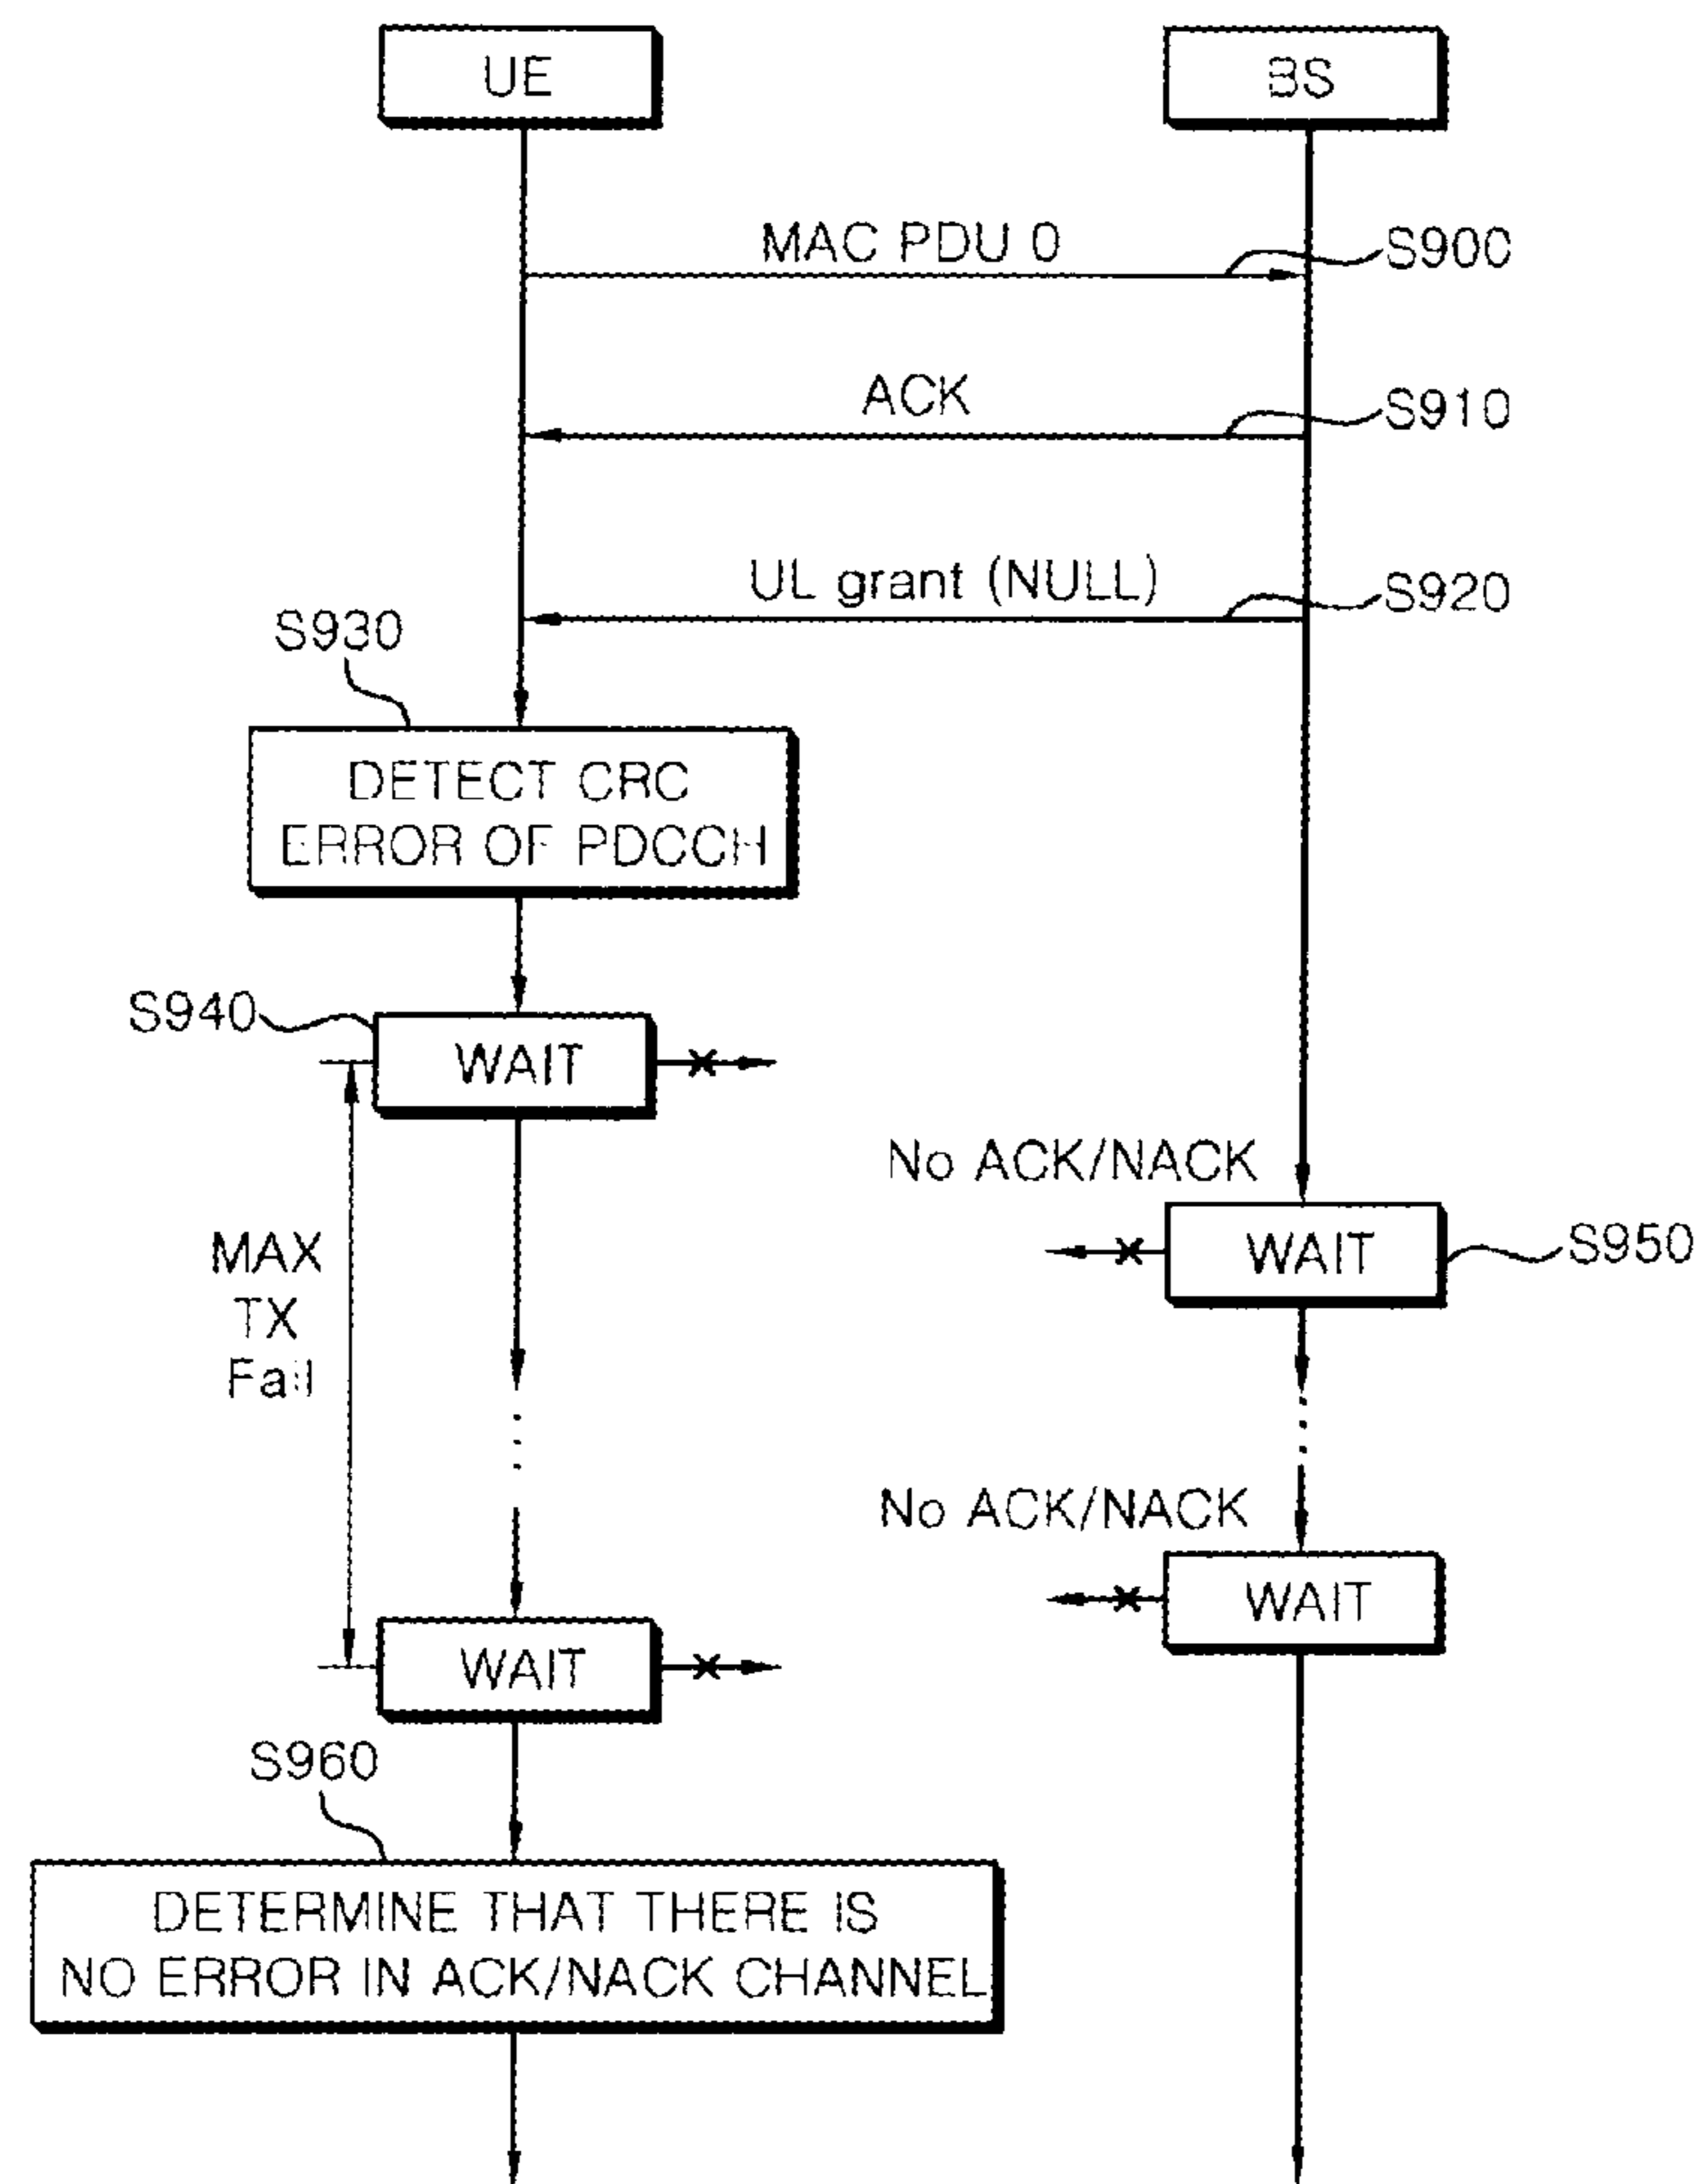 UE
BS
MAC PDU 0
S900
ACK
S910
UL grant (NULL)
S920
S930
DETECT CRC
ERROR OF PDCCH
S940
WAIT
No ACK/NACK
WAIT
S950
MAX
TX
Fail
No ACK/NACK
WAIT
WAIT
S960
DETERMINE THAT THERE IS
NO ERROR IN ACK/NACK CHANNEL